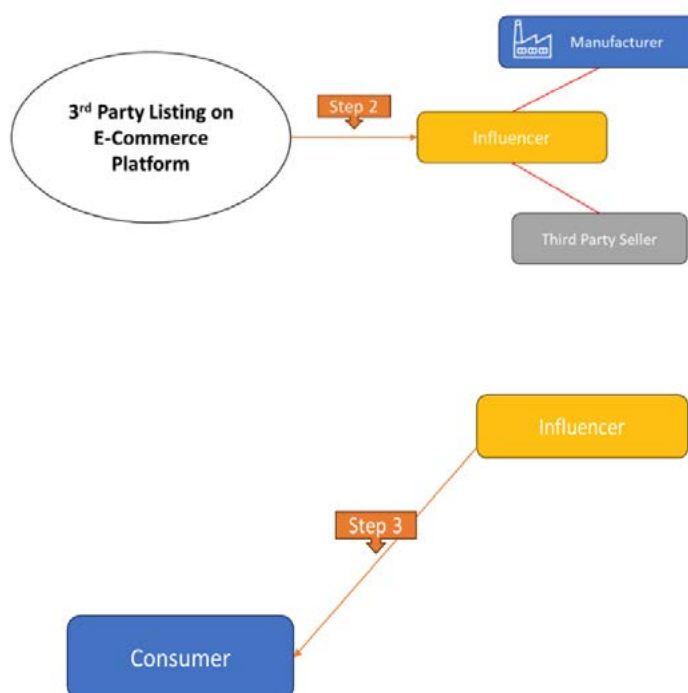 Manufacturer
3rd Party Listing on
E-Commerce
Platform
Step 2
Influencer
Third Party Seller
Influencer
Step 3
Consumer